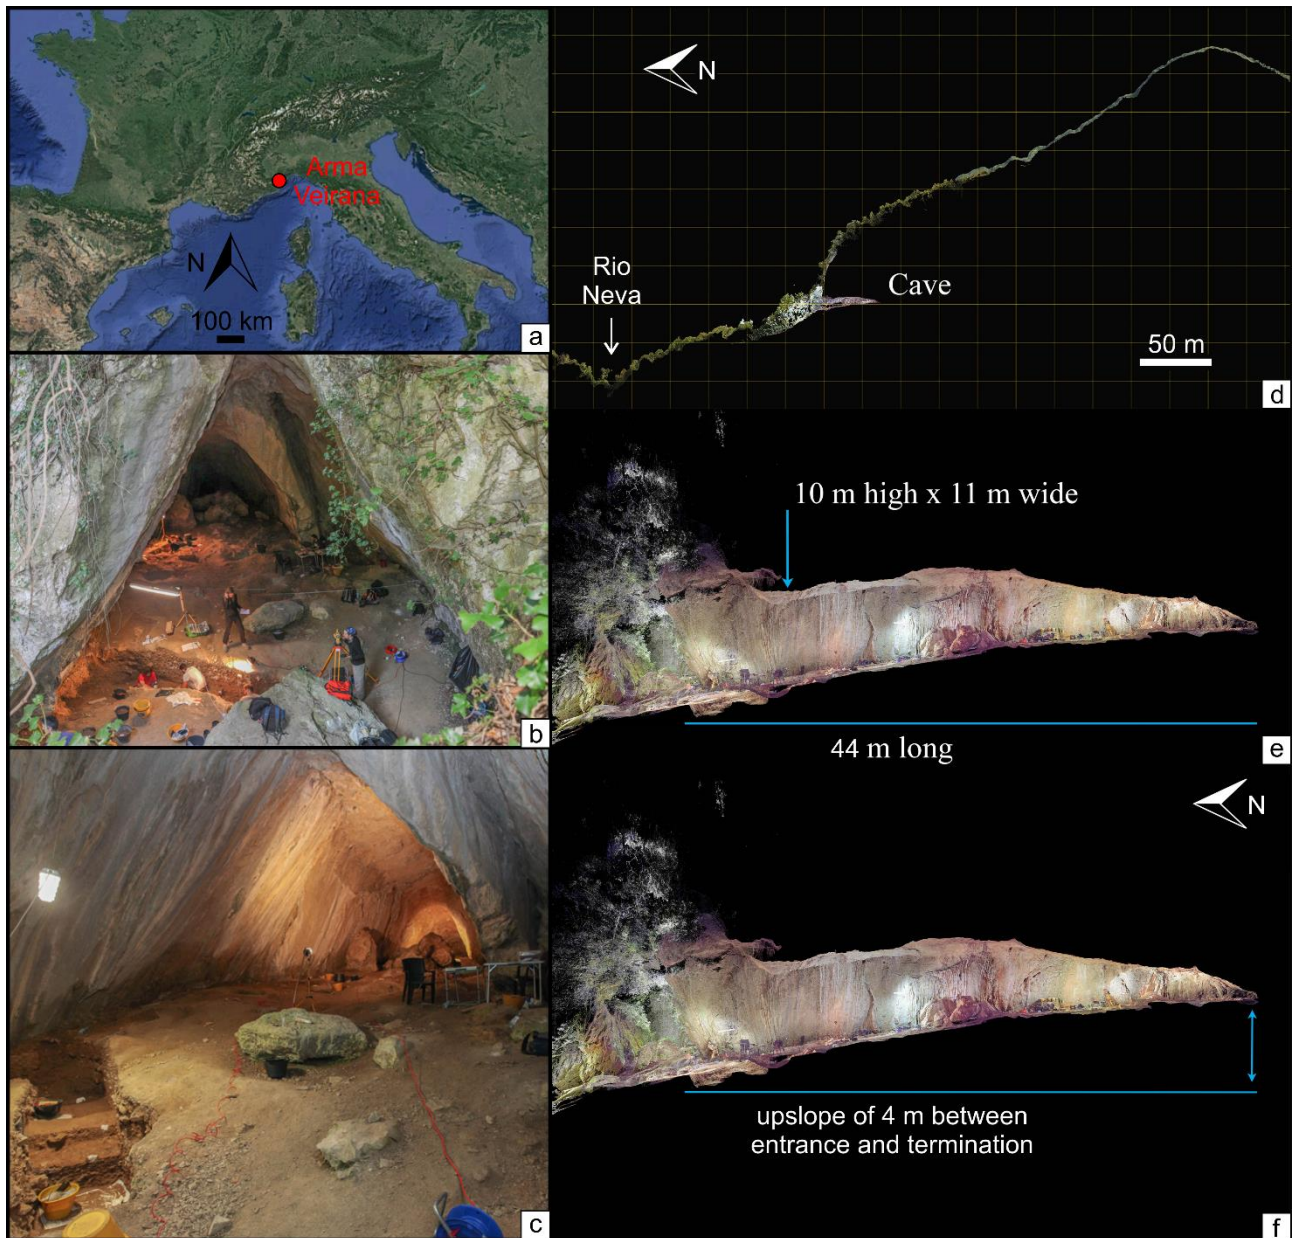 Arma
Veirana
N
100 km
a
b
c
N
Rio
Neva
Cave
50 m
d
10 m high x 11 m wide
44 m long
e
N
upslope of 4 m between
entrance and termination
f